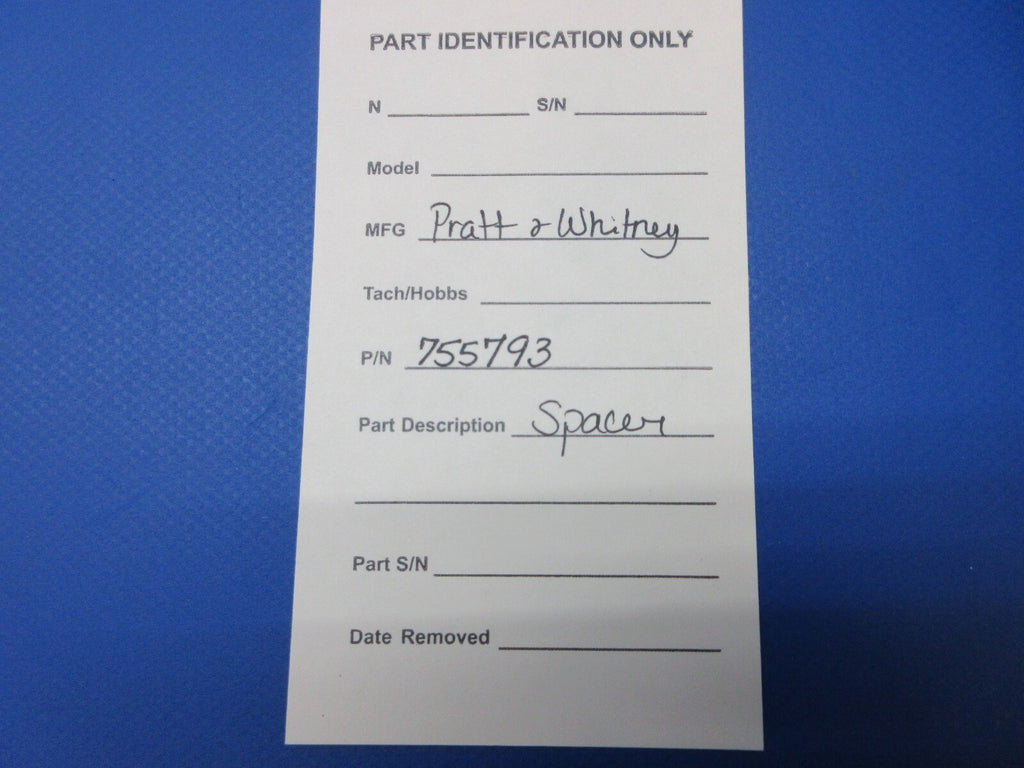 PART IDENTIFICATION ONLY
N S/N
Model
MFG Pratt & Whitney
Tach/Hobbs
P/N 755793
Part Description Spacer
Part S/N
Date Removed